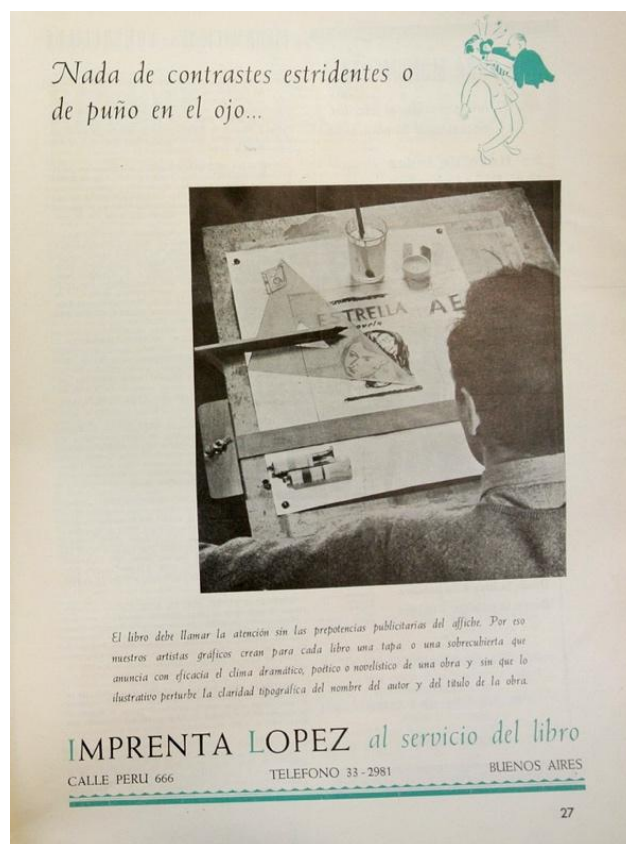 Nada de contrastes estridentes o
de puño en el ojo...
ESTRELLA AE
El libro debe llamar la atención sin las prepotencias publicitarias del affiche. Por eso
nuestros artistas gráficos crean para cada libro una tapa o una sobrecubierta que
anuncia con eficacia el clima dramático, poético o novelístico de una obra y sin que lo
ilustrativo perturbe la claridad tipográfica del nombre del autor y del título de la obra.
IMPRENTA LOPEZ al servicio del libro
CALLE PERU 666 TELEFONO 33-2981 BUENOS AIRES
27